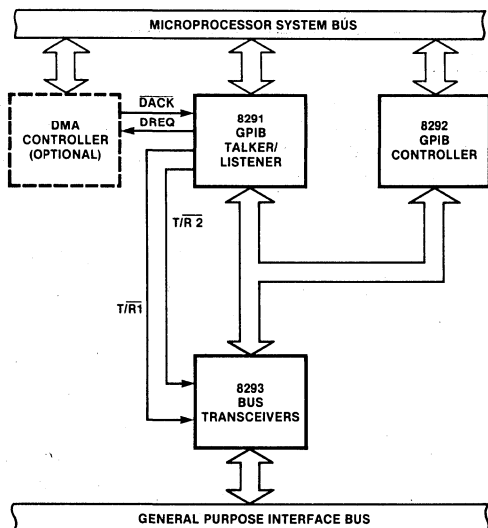 MICROPROCESSOR SYSTEM BUS
DMA
CONTROLLER
(OPTIONAL)
DACK
DREQ
8291
GPIB
TALKER/
LISTENER
8292
GPIB
CONTROLLER
T/R 2
T/R1
8293
BUS
TRANSCEIVERS
GENERAL PURPOSE INTERFACE BUS